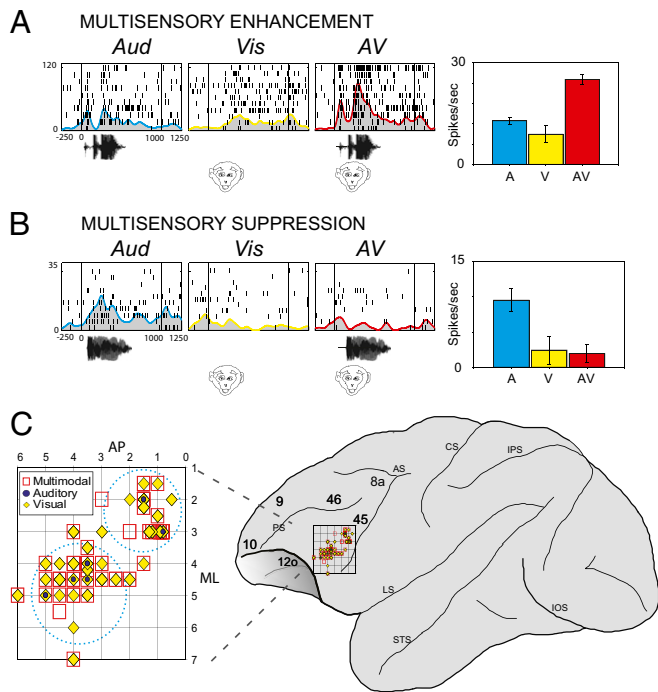 A
MULTISENSORY ENHANCEMENT
Aud Vis AV
120
0
-250 0 1000 1250
30
Spikes/sec
0
A V AV
B
MULTISENSORY SUPPRESSION
Aud Vis AV
35
0
-250 0 1000 1250
15
Spikes/sec
0
A V AV
C
AP
6 5 4 3 2 1 0
Multimodal
Auditory
Visual
1
2
3
4
ML
5
6
7
CS
IPS
AS
8a
9
46
PS
45
10
12o
LS
STS
IOS